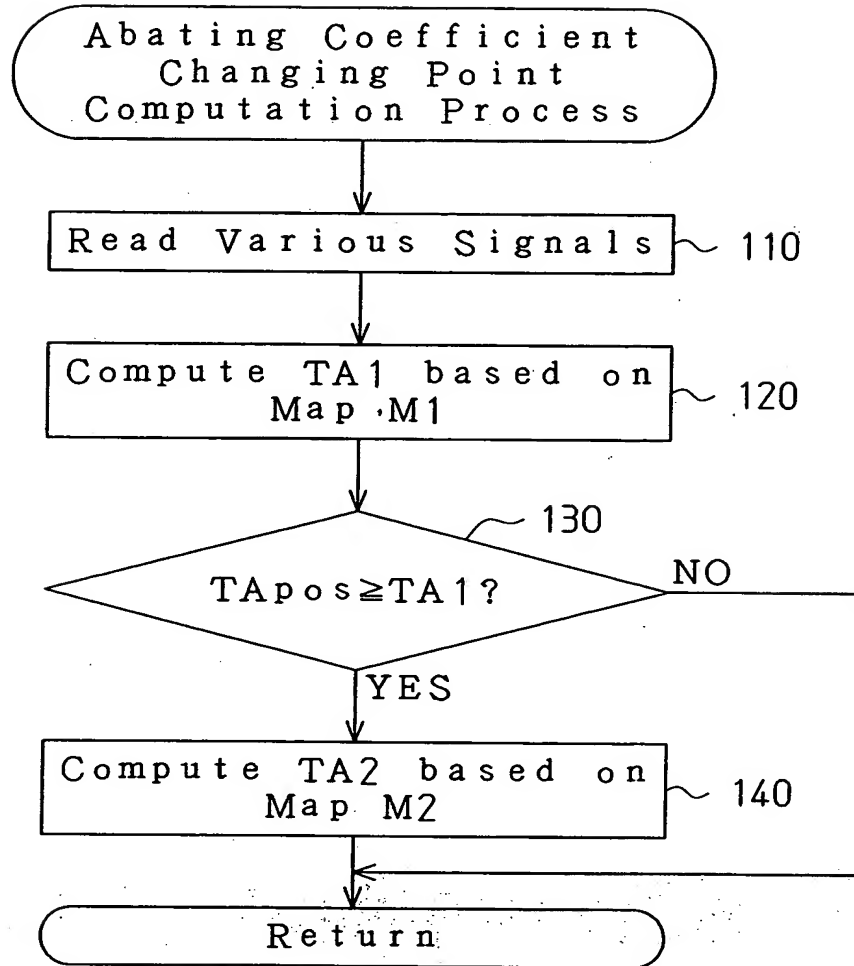 Abating Coefficient
Changing Point
Computation Process
Read Various Signals
110
Compute TA1 based on
Map M1
120
130
TApos≧TA1?
NO
YES
Compute TA2 based on
Map M2
140
Return